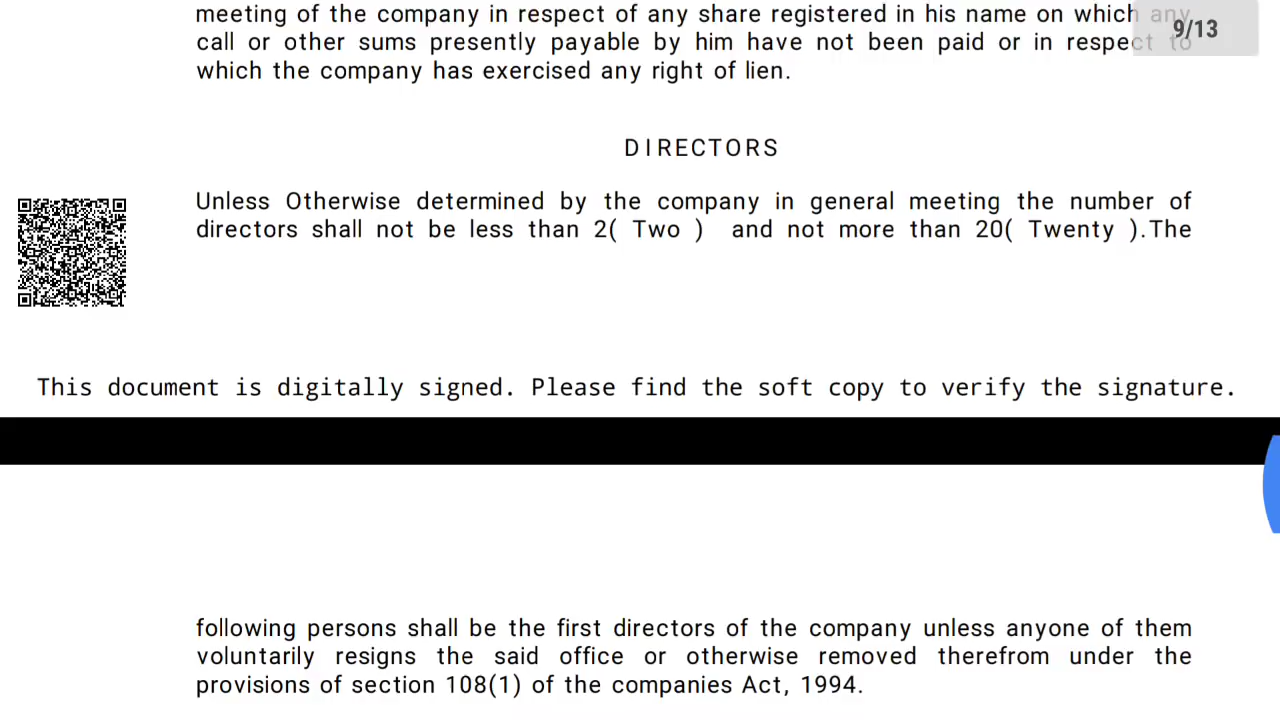 meeting of the company in respect of any share registered in his name on which any
9/13
call or other sums presently payable by him have not been paid or in respect to
which the company has exercised any right of lien.
DIRECTORS
Unless Otherwise determined by the company in general meeting the number of
directors shall not be less than 2( Two )  and not more than 20( Twenty ).The
This document is digitally signed. Please find the soft copy to verify the signature.
following persons shall be the first directors of the company unless anyone of them
voluntarily resigns the said office or otherwise removed therefrom under the
provisions of section 108(1) of the companies Act, 1994.